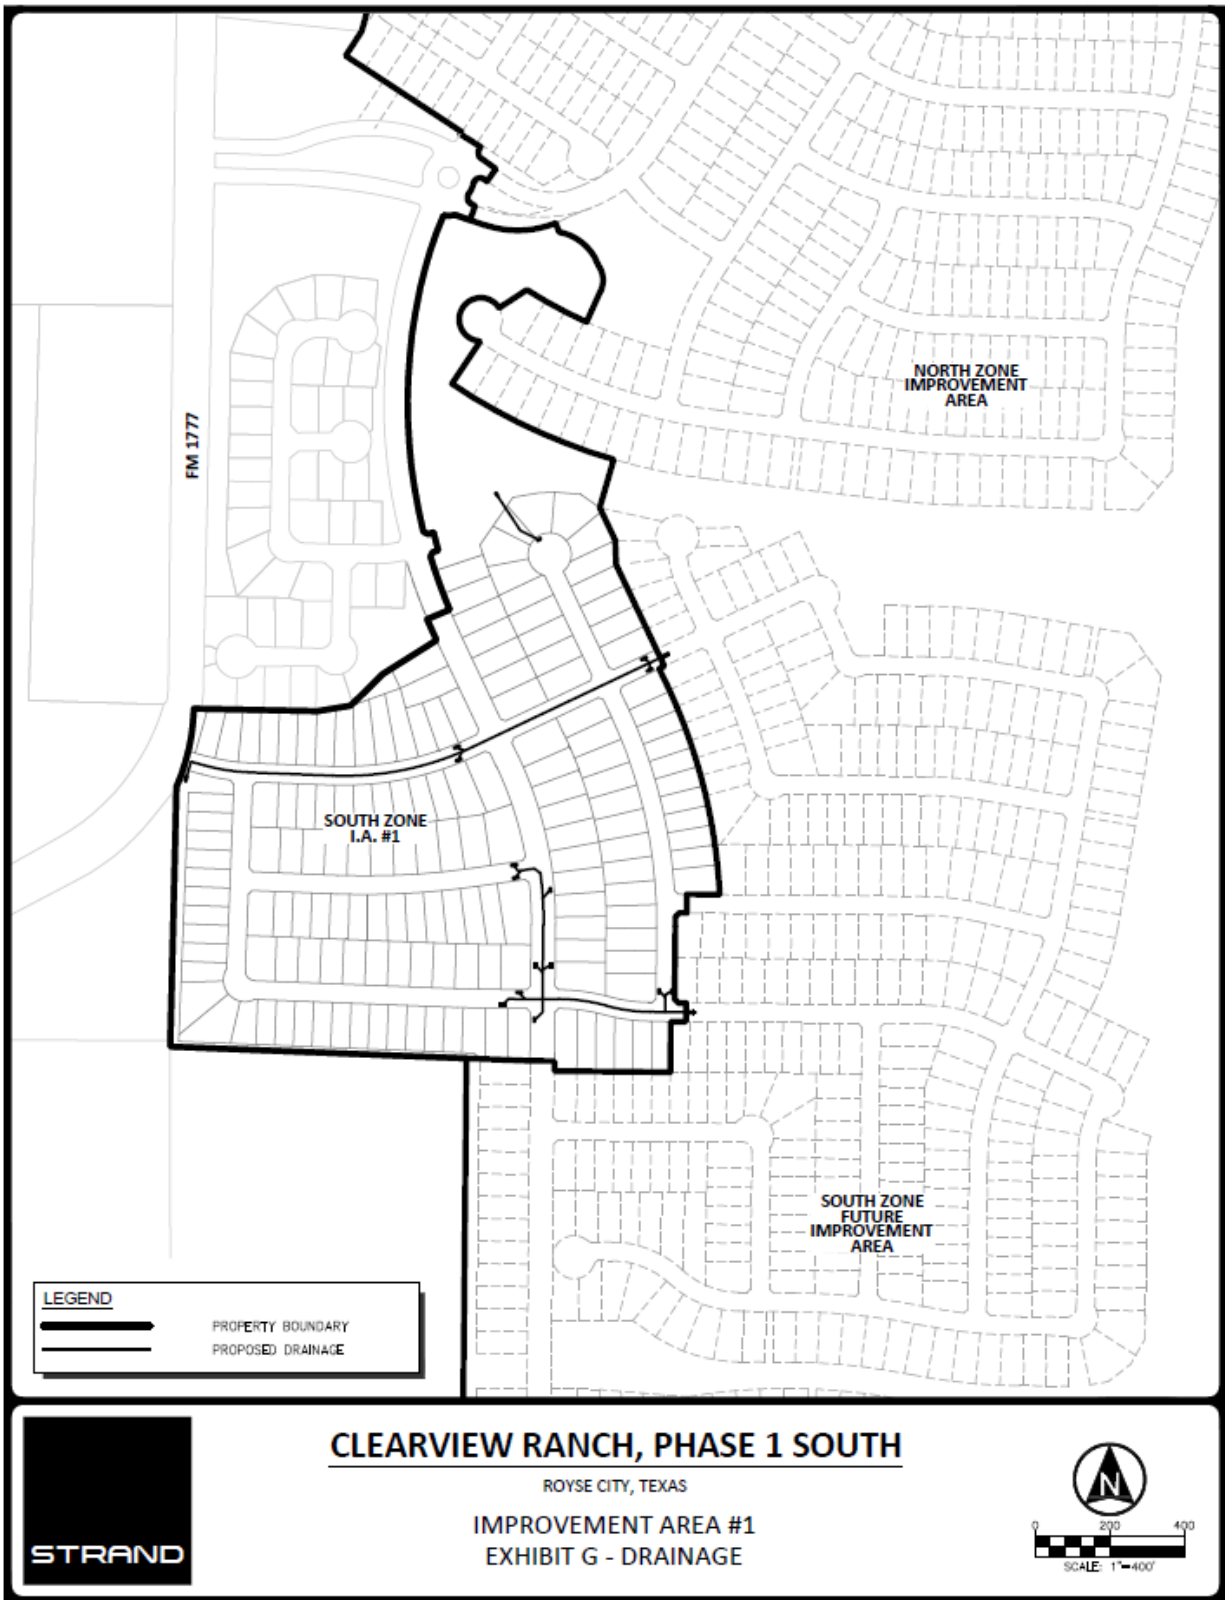 NORTH ZONE
IMPROVEMENT
AREA
FM 1777
SOUTH ZONE
I.A. #1
SOUTH ZONE
FUTURE
IMPROVEMENT
AREA
LEGEND
PROPERTY BOUNDARY
PROPOSED DRAINAGE
STRAND
CLEARVIEW RANCH, PHASE 1 SOUTH
ROYSE CITY, TEXAS
IMPROVEMENT AREA #1
EXHIBIT G - DRAINAGE
N
0 200 400
SCALE: 1"=400'